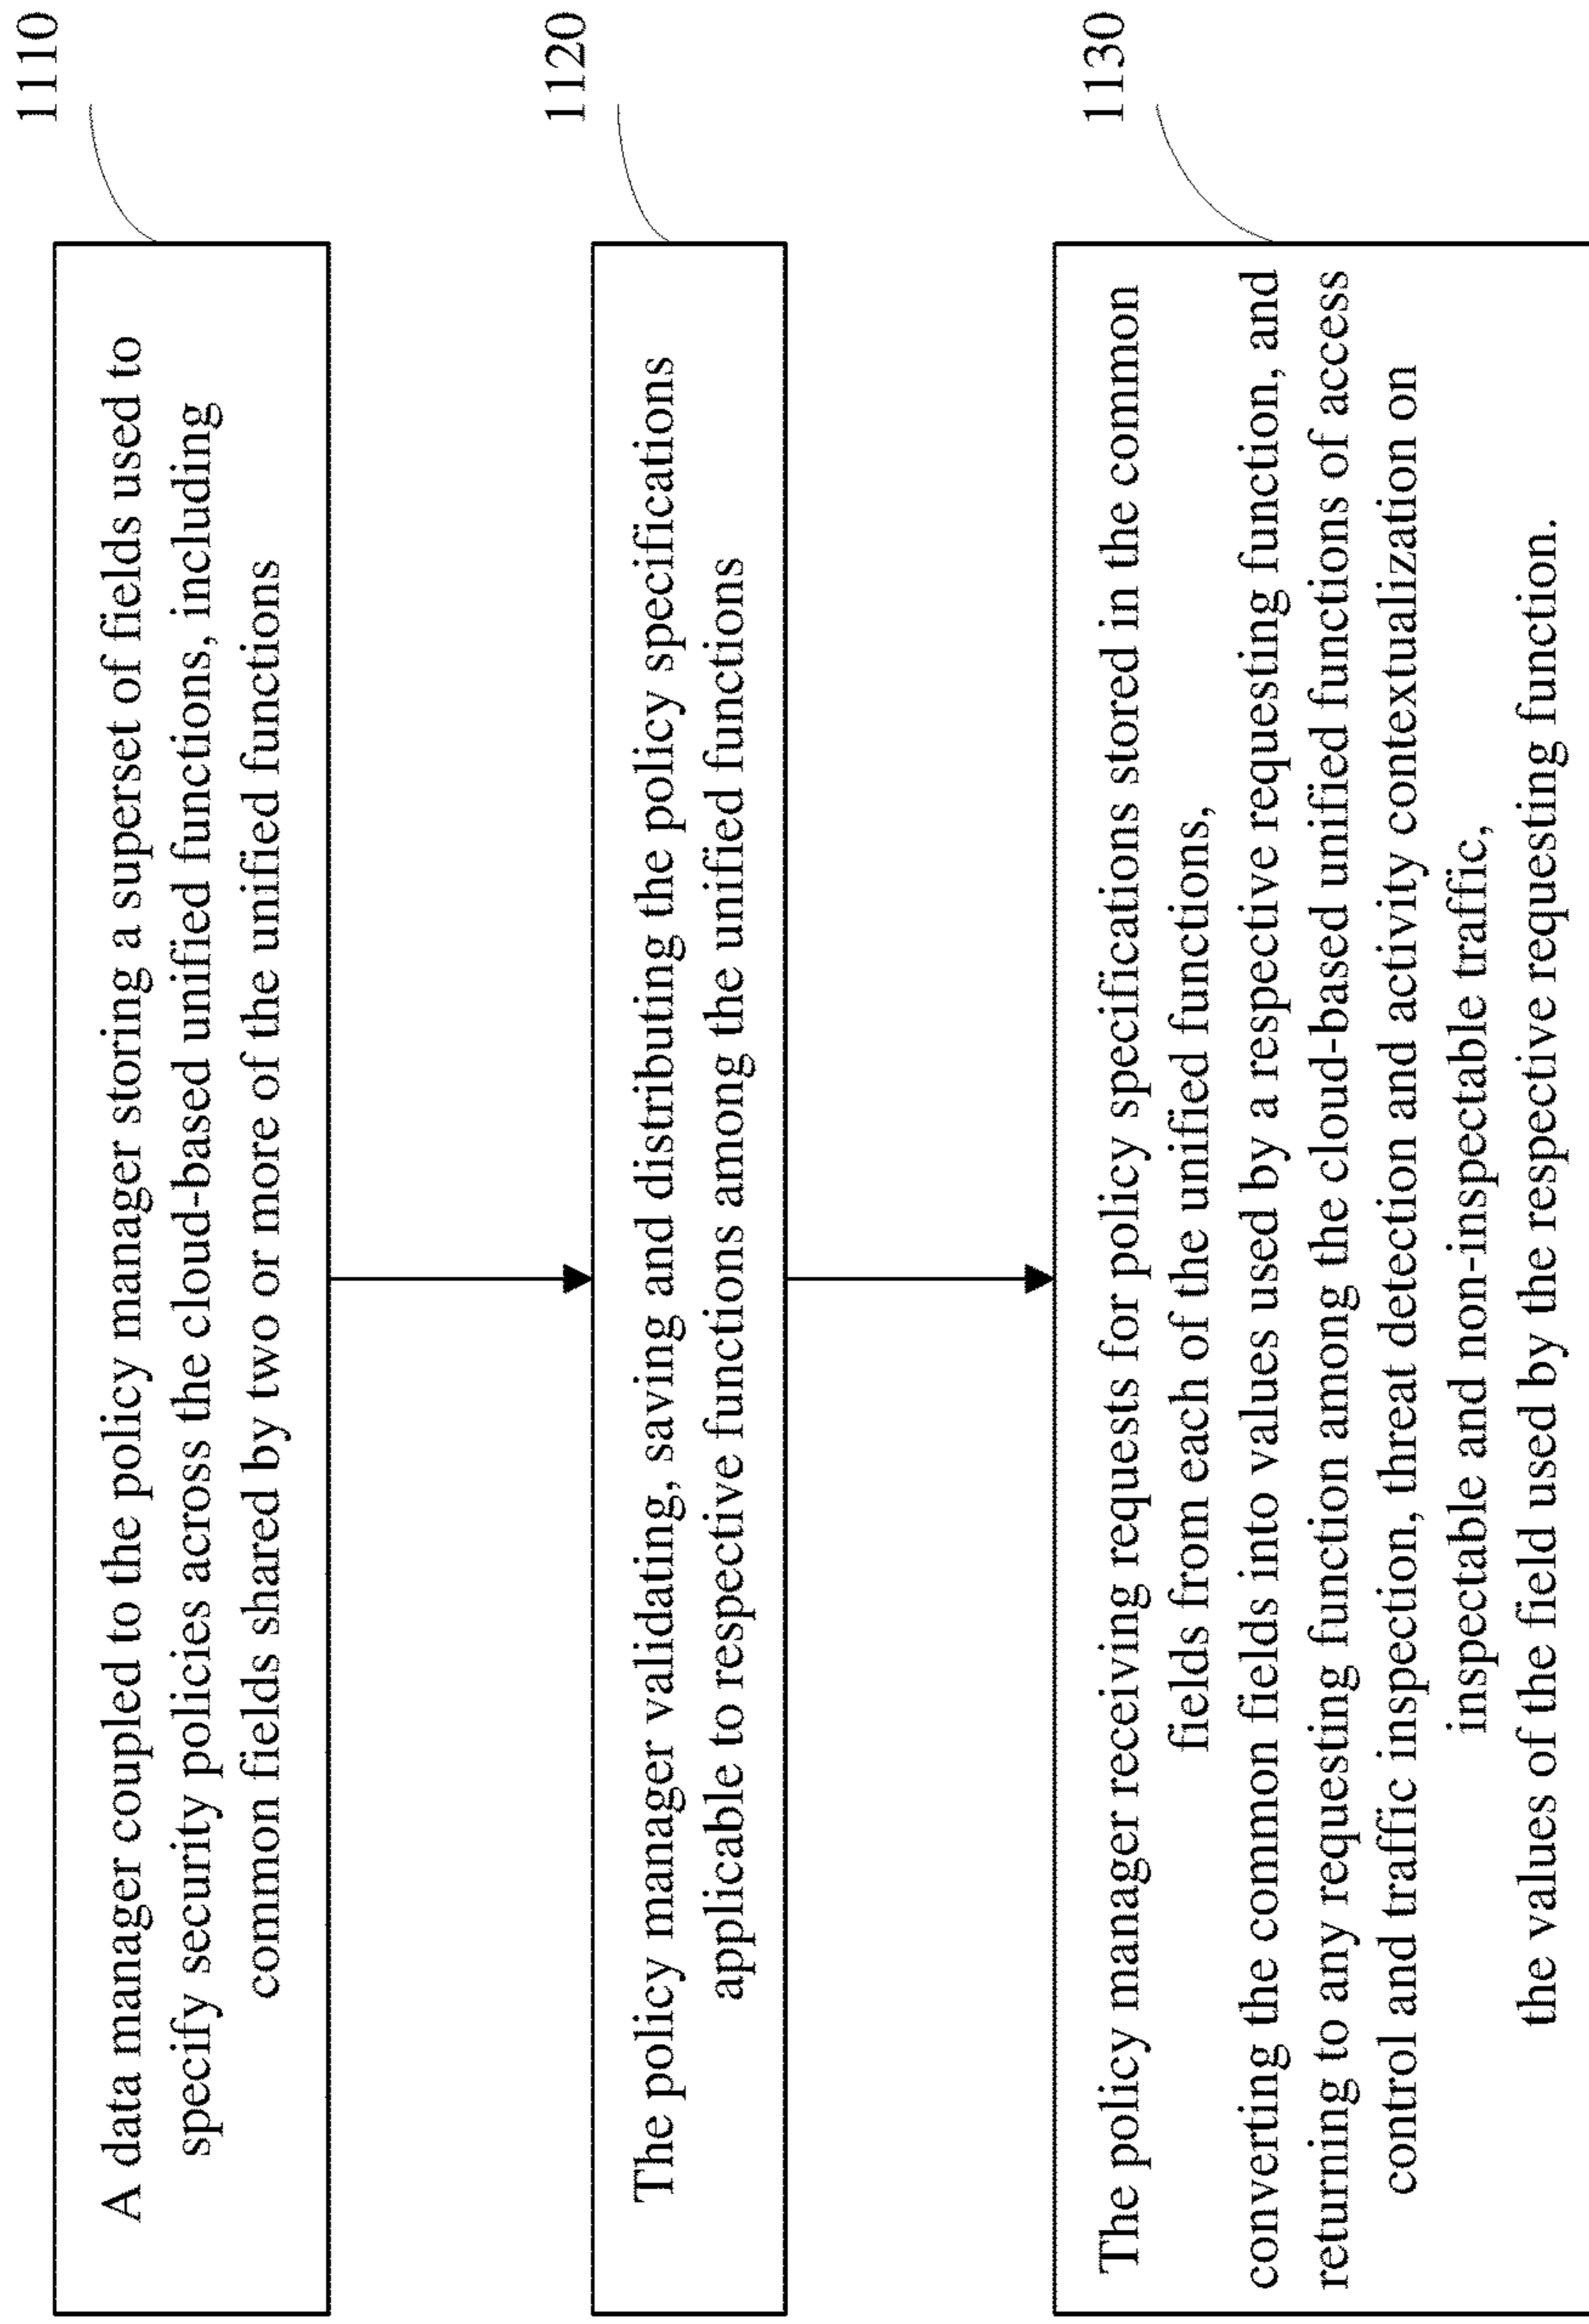 1110
A data manager coupled to the policy manager storing a superset of fields used to
specify security policies across the cloud-based unified functions, including
common fields shared by two or more of the unified functions
1120
The policy manager validating, saving and distributing the policy specifications
applicable to respective functions among the unified functions
1130
The policy manager receiving requests for policy specifications stored in the common
fields from each of the unified functions,
converting the common fields into values used by a respective requesting function, and
returning to any requesting function among the cloud-based unified functions of access
control and traffic inspection, threat detection and activity contextualization on
inspectable and non-inspectable traffic,
the values of the field used by the respective requesting function.